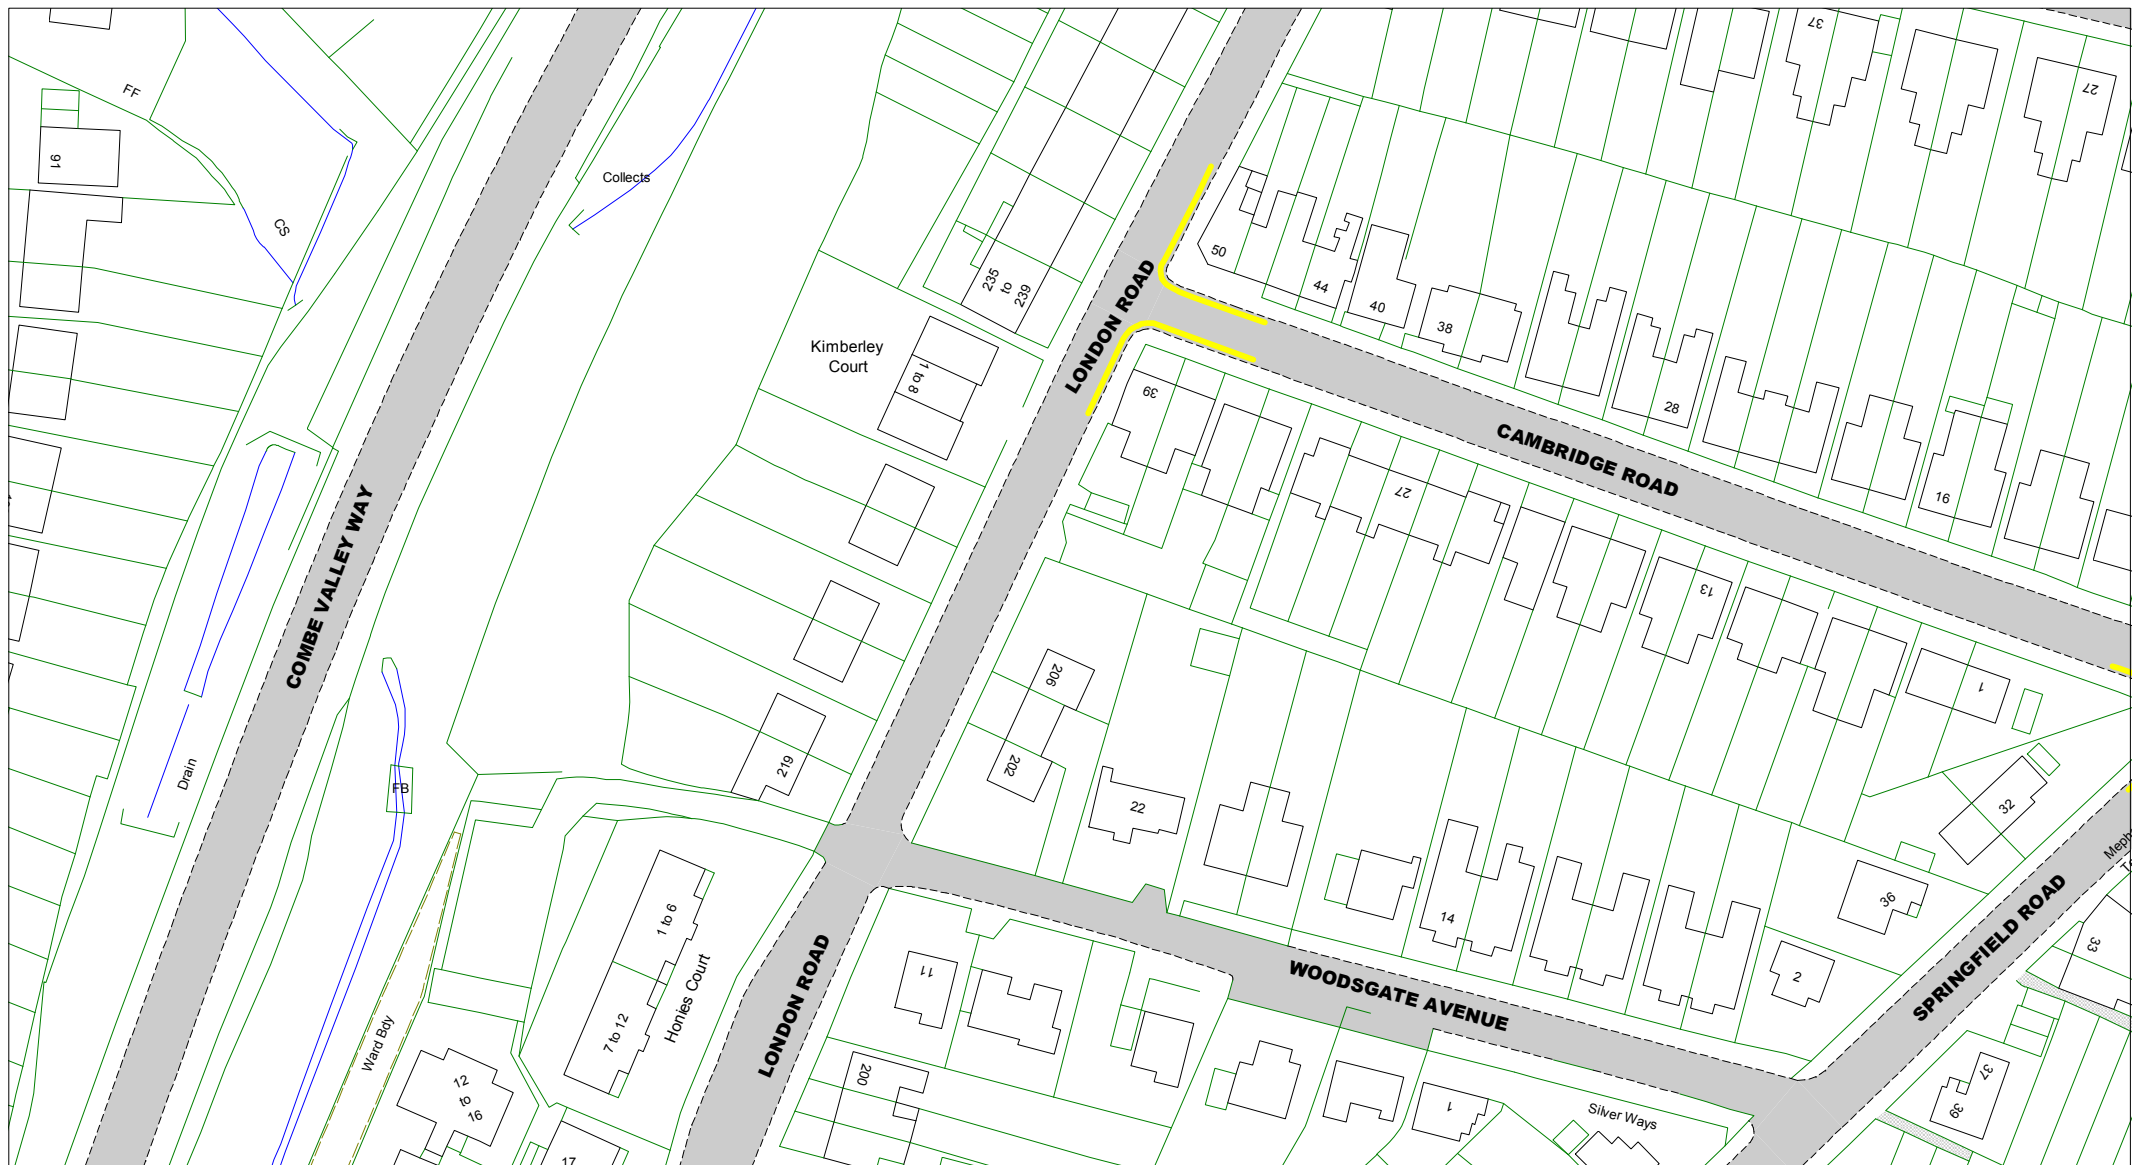 FF
91
CS
Collects
37
27
235
to
239
LONDON ROAD
50
44
40
38
28
16
Kimberley
Court
1 to 8
39
CAMBRIDGE ROAD
27
13
1
COMBE VALLEY WAY
Drain
FB
219
206
202
22
14
32
36
2
33
1 to 6
7 to 12
Honies Court
LONDON ROAD
11
WOODSGATE AVENUE
SPRINGFIELD ROAD
Ward Bdy
12
to
16
17
200
1
Silver Ways
37
39